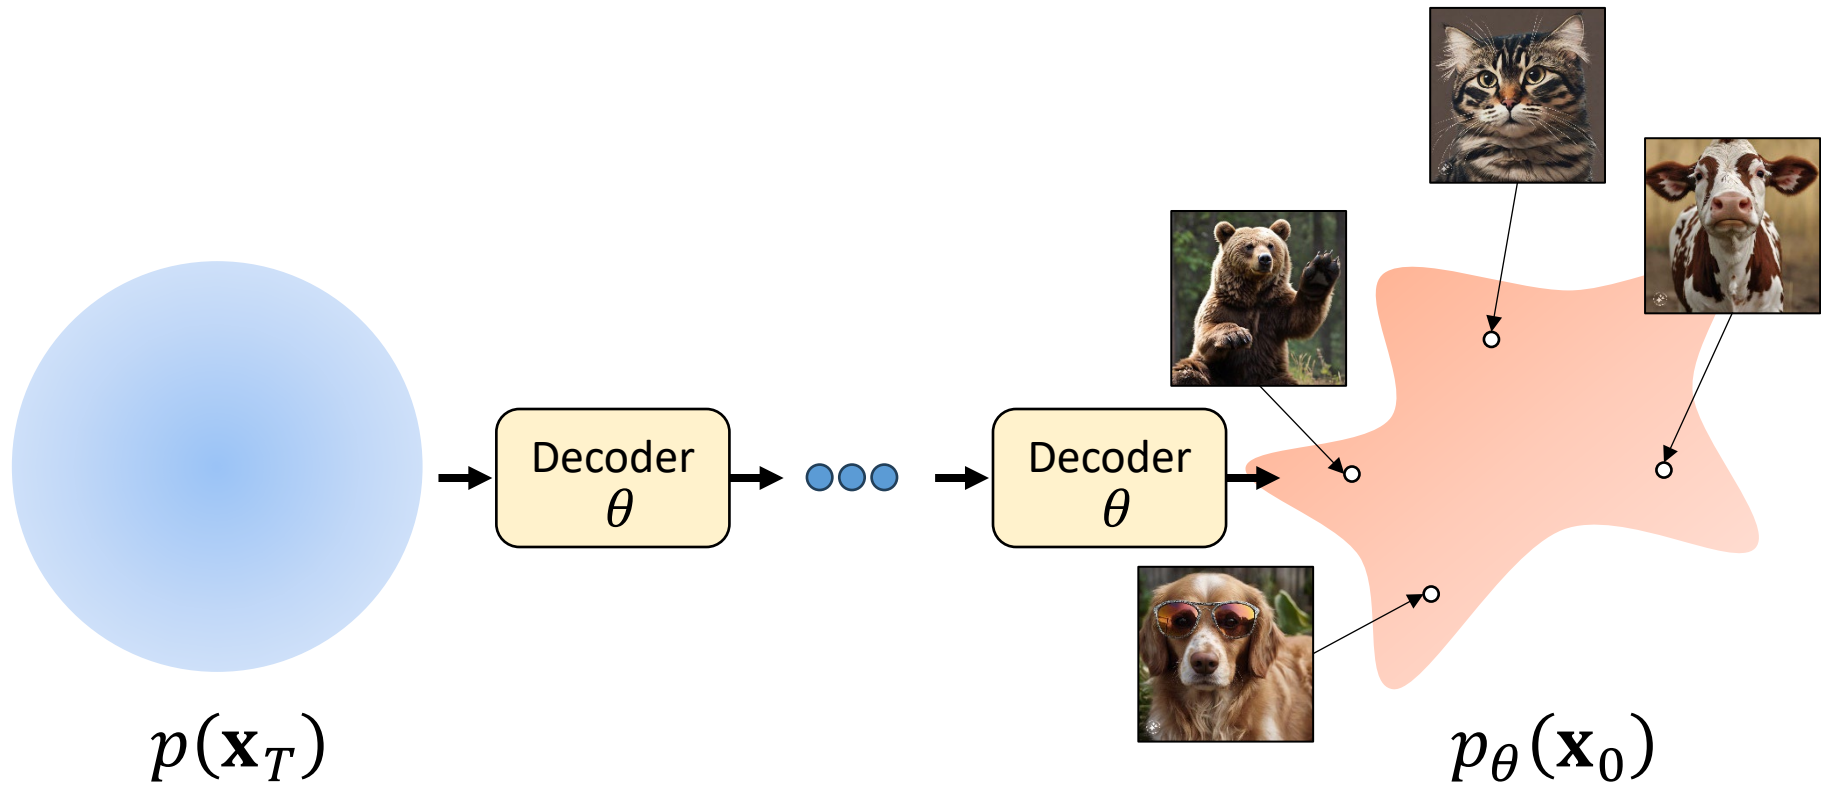 Decoder
θ
Decoder
θ
p(𝐱_T)
p_θ(𝐱_0)